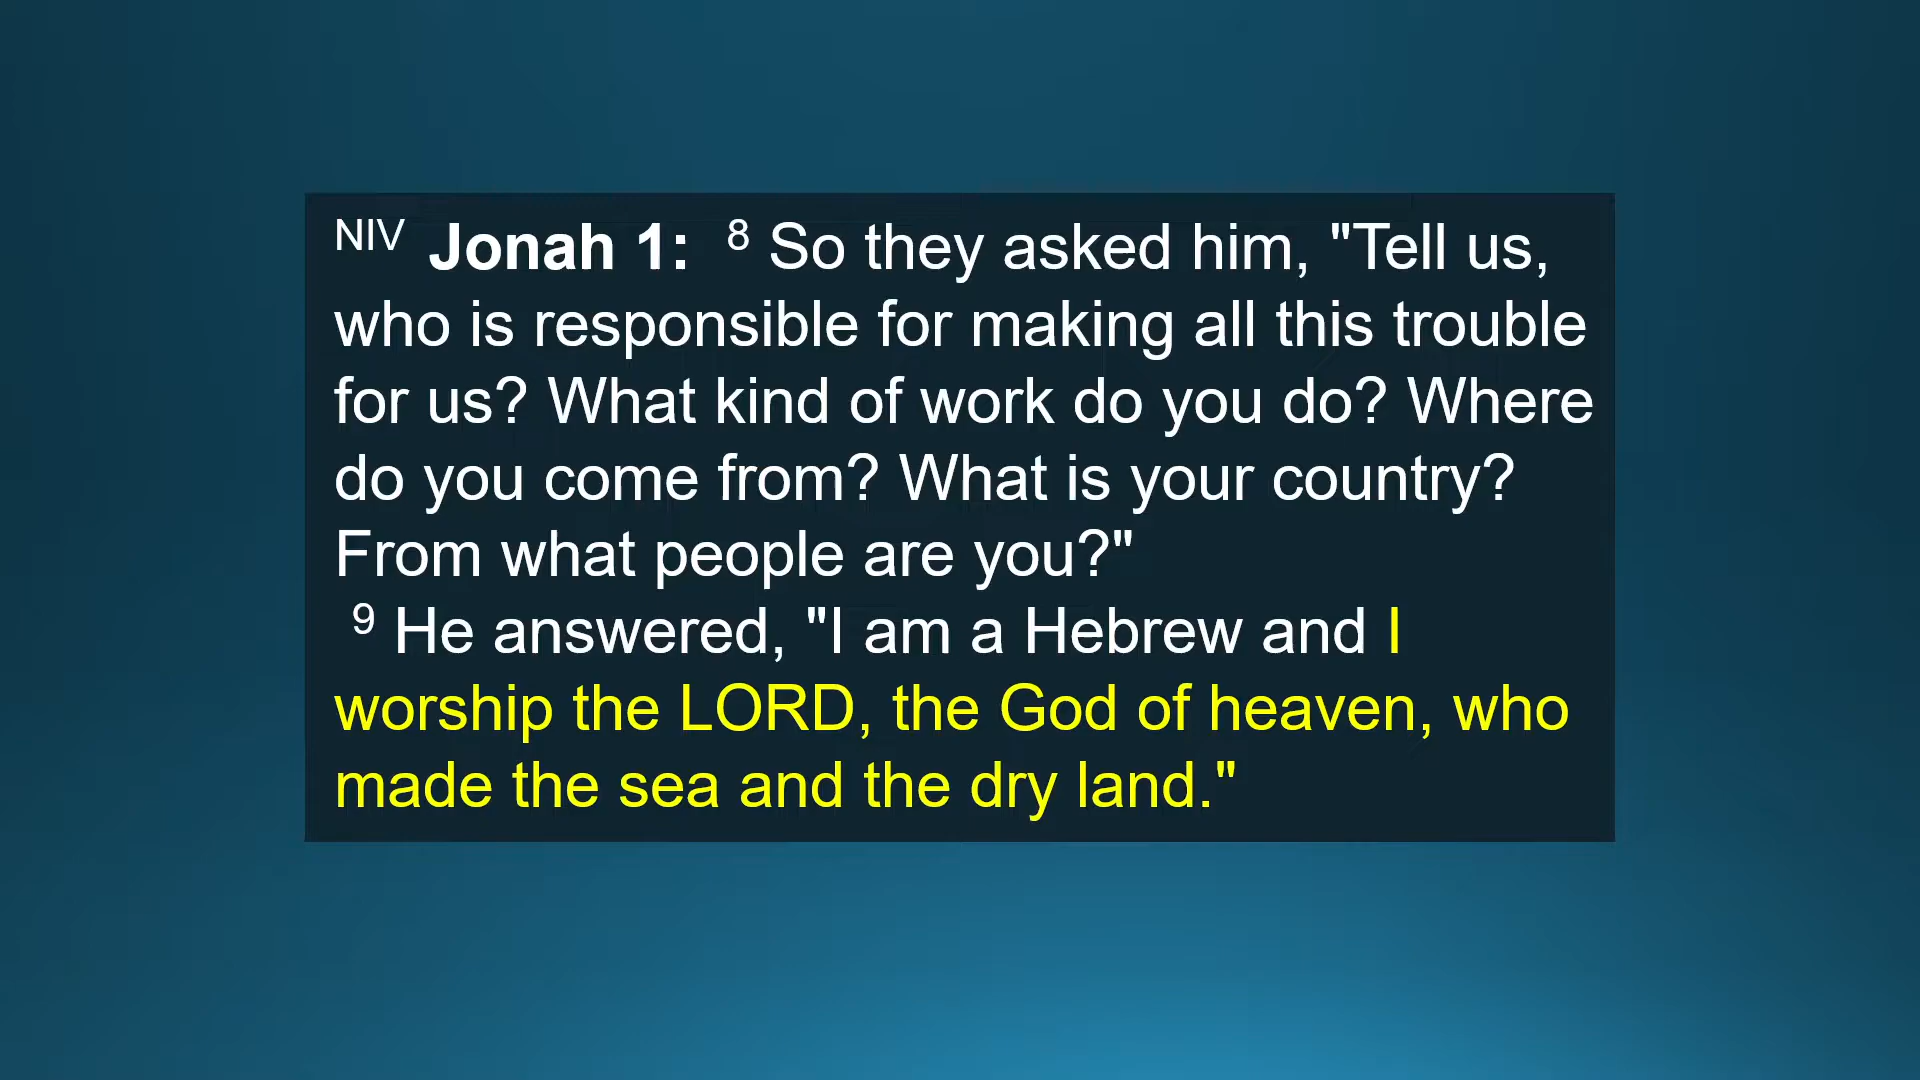 NIV Jonah 1: 8 So they asked him, "Tell us,
who is responsible for making all this trouble
for us? What kind of work do you do? Where
do you come from? What is your country?
From what people are you?"
9 He answered, "I am a Hebrew and I
worship the LORD, the God of heaven, who
made the sea and the dry land."